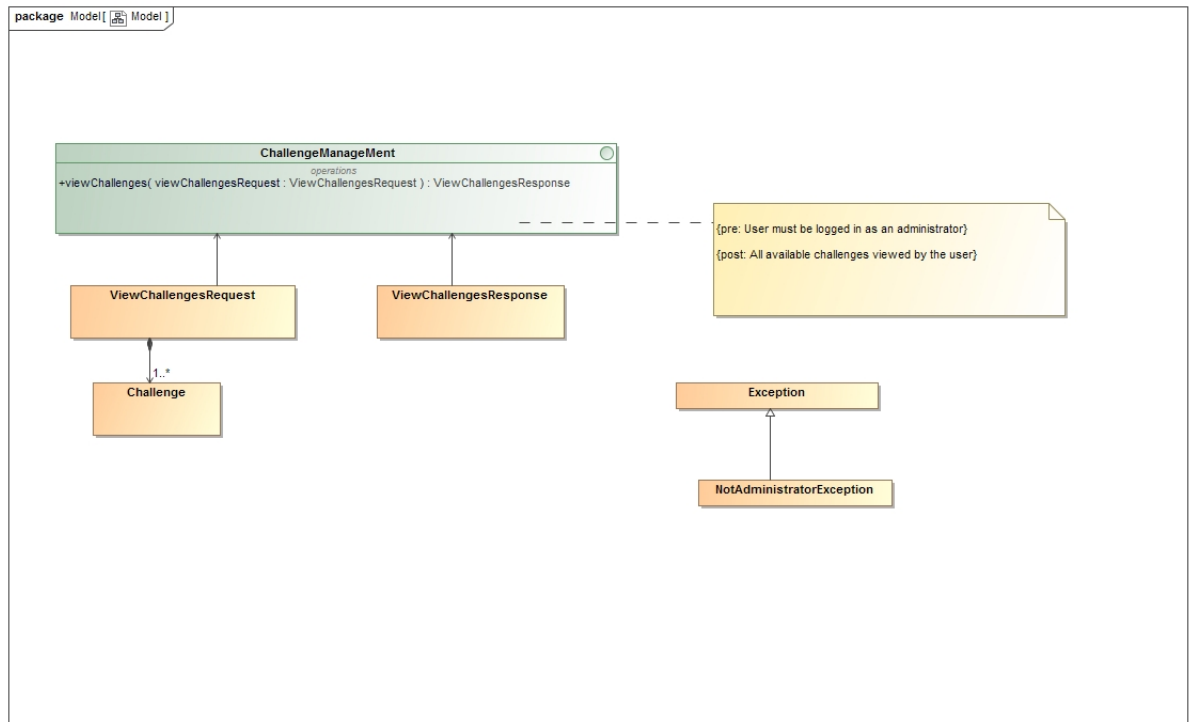 package Model[ Model ]
ChallengeManageMent
operations
+viewChallenges( viewChallengesRequest : ViewChallengesRequest ) : ViewChallengesResponse
{pre: User must be logged in as an administrator}
{post: All available challenges viewed by the user}
ViewChallengesRequest
ViewChallengesResponse
1..*
Challenge
Exception
NotAdministratorException